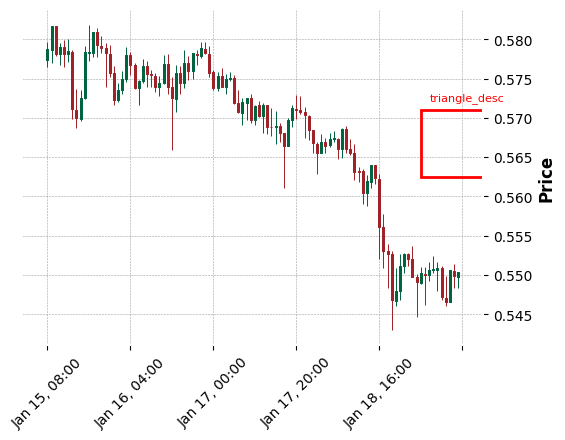 0.580
0.575
triangle_desc
0.570
0.565
0.560
0.555
0.550
0.545
Price
Jan 15, 08:00
Jan 16, 04:00
Jan 17, 00:00
Jan 17, 20:00
Jan 18, 16:00